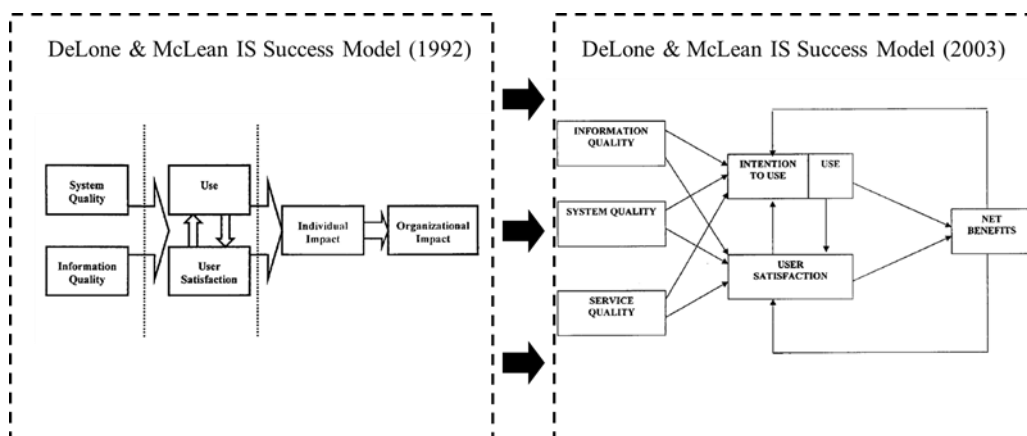 DeLone & McLean IS Success Model (1992)
System
Quality
Use
Individual
Impact
Organizational
Impact
Information
Quality
User
Satisfaction
DeLone & McLean IS Success Model (2003)
INFORMATION
QUALITY
INTENTION
TO USE
USE
SYSTEM QUALITY
NET
BENEFITS
USER
SATISFACTION
SERVICE
QUALITY